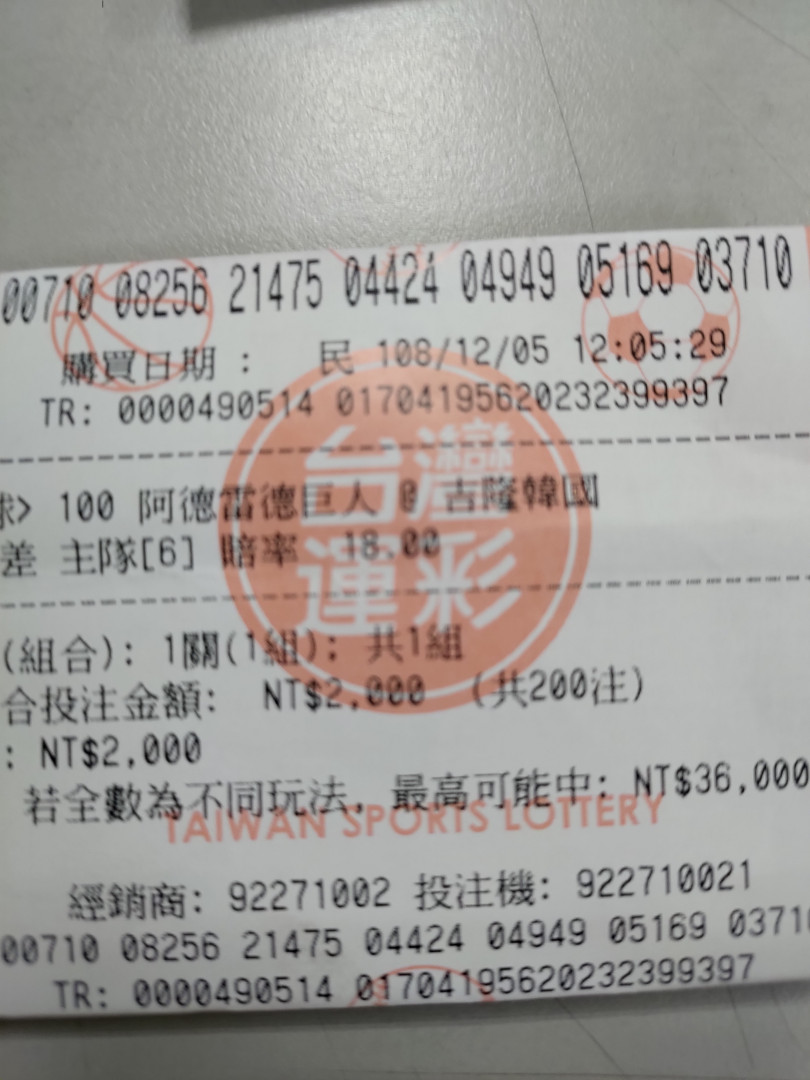 00710 08256 21475 04424 04949 05169 03710
購買日期 : 民 108/12/05 12:05:29
TR: 0000490514 01704195620232399397
球> 100 阿德雷德巨人 @ 吉隆韓國
差 主隊[6] 賠率 18.00
台灣
運彩
(組合): 1關(1組): 共1組
合投注金額: NT$2,000 (共200注)
: NT$2,000
若全數為不同玩法, 最高可能中: NT$36,000
TAIWAN SPORTS LOTTERY
經銷商: 92271002 投注機: 922710021
00710 08256 21475 04424 04949 05169 03710
TR: 0000490514 01704195620232399397